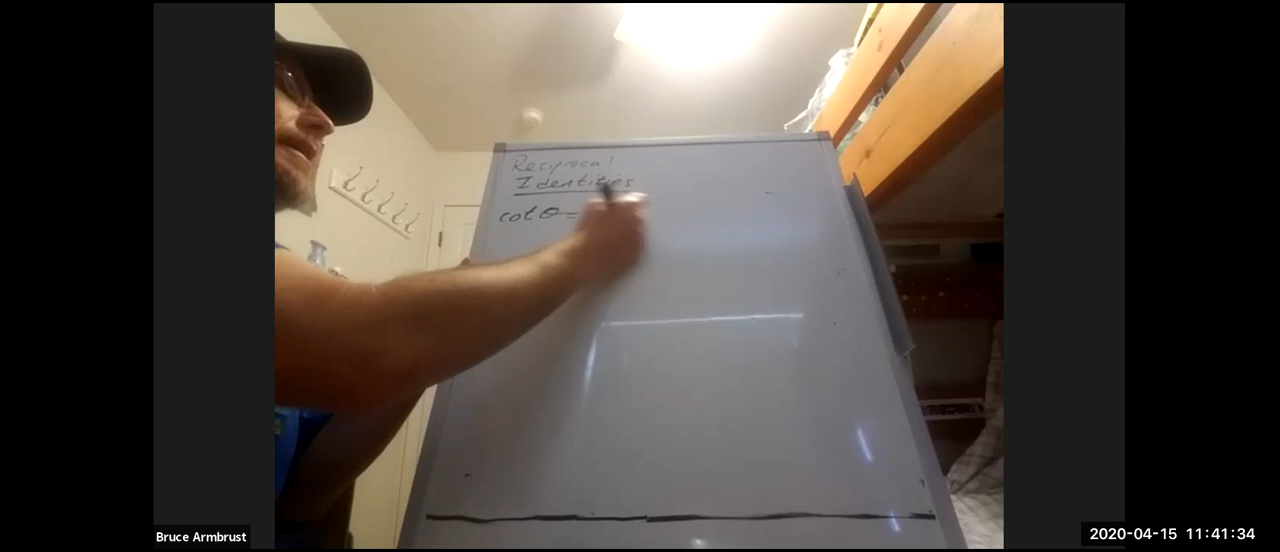 Reciprocal
Identities
cot θ =
Bruce Armbrust
2020-04-15 11:41:34